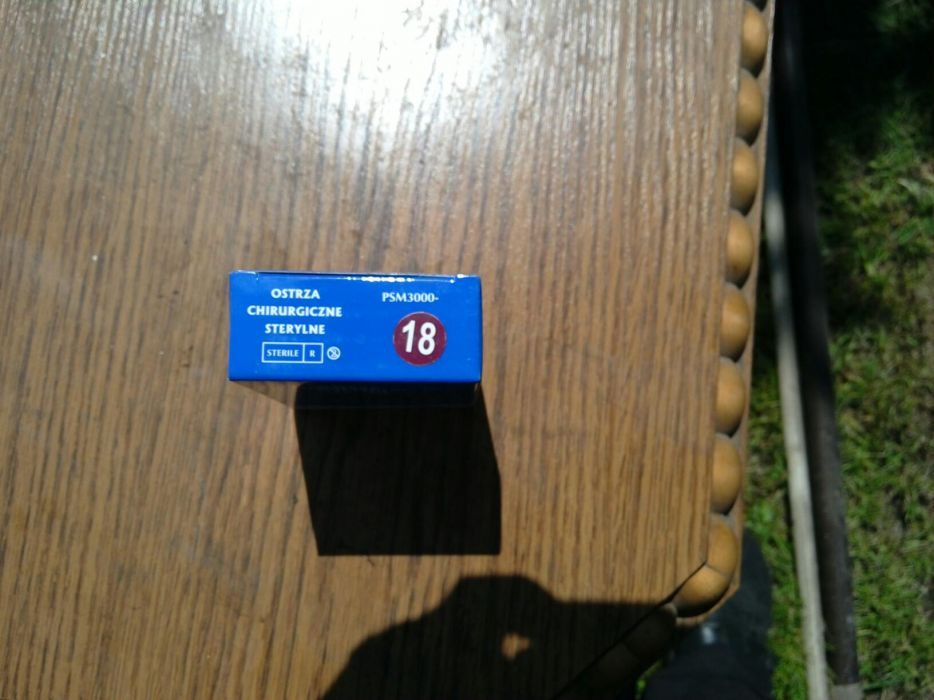 OSTRZA
CHIRURGICZNE
STERYLNE
STERILE R
PSM3000-
18